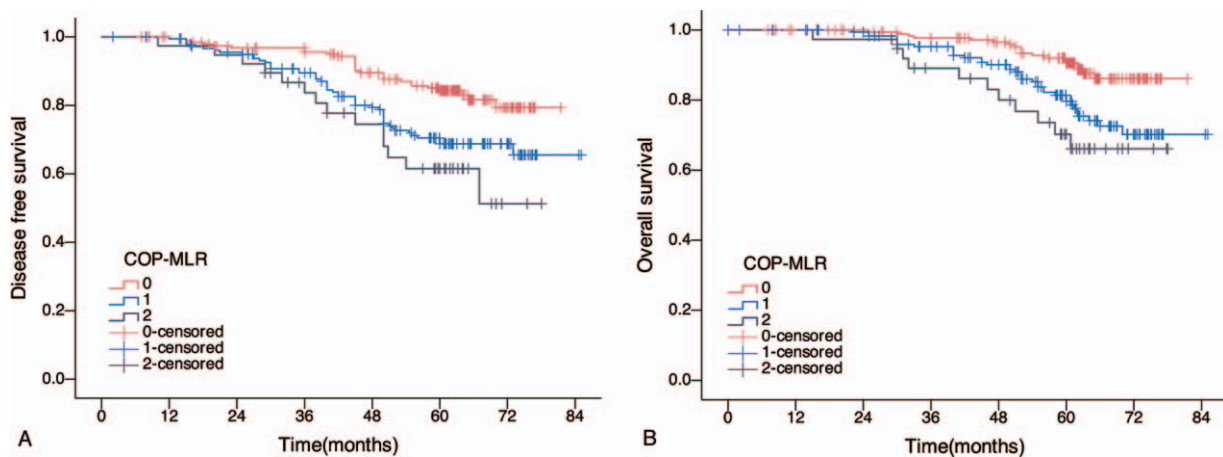 1.0
0.8
0.6
0.4
0.2
0.0
Disease free survival
COP-MLR
0
1
2
0-censored
1-censored
2-censored
0 12 24 36 48 60 72 84
Time(months)
A
1.0
0.8
0.6
0.4
0.2
0.0
Overall survival
COP-MLR
0
1
2
0-censored
1-censored
2-censored
0 12 24 36 48 60 72 84
Time(months)
B